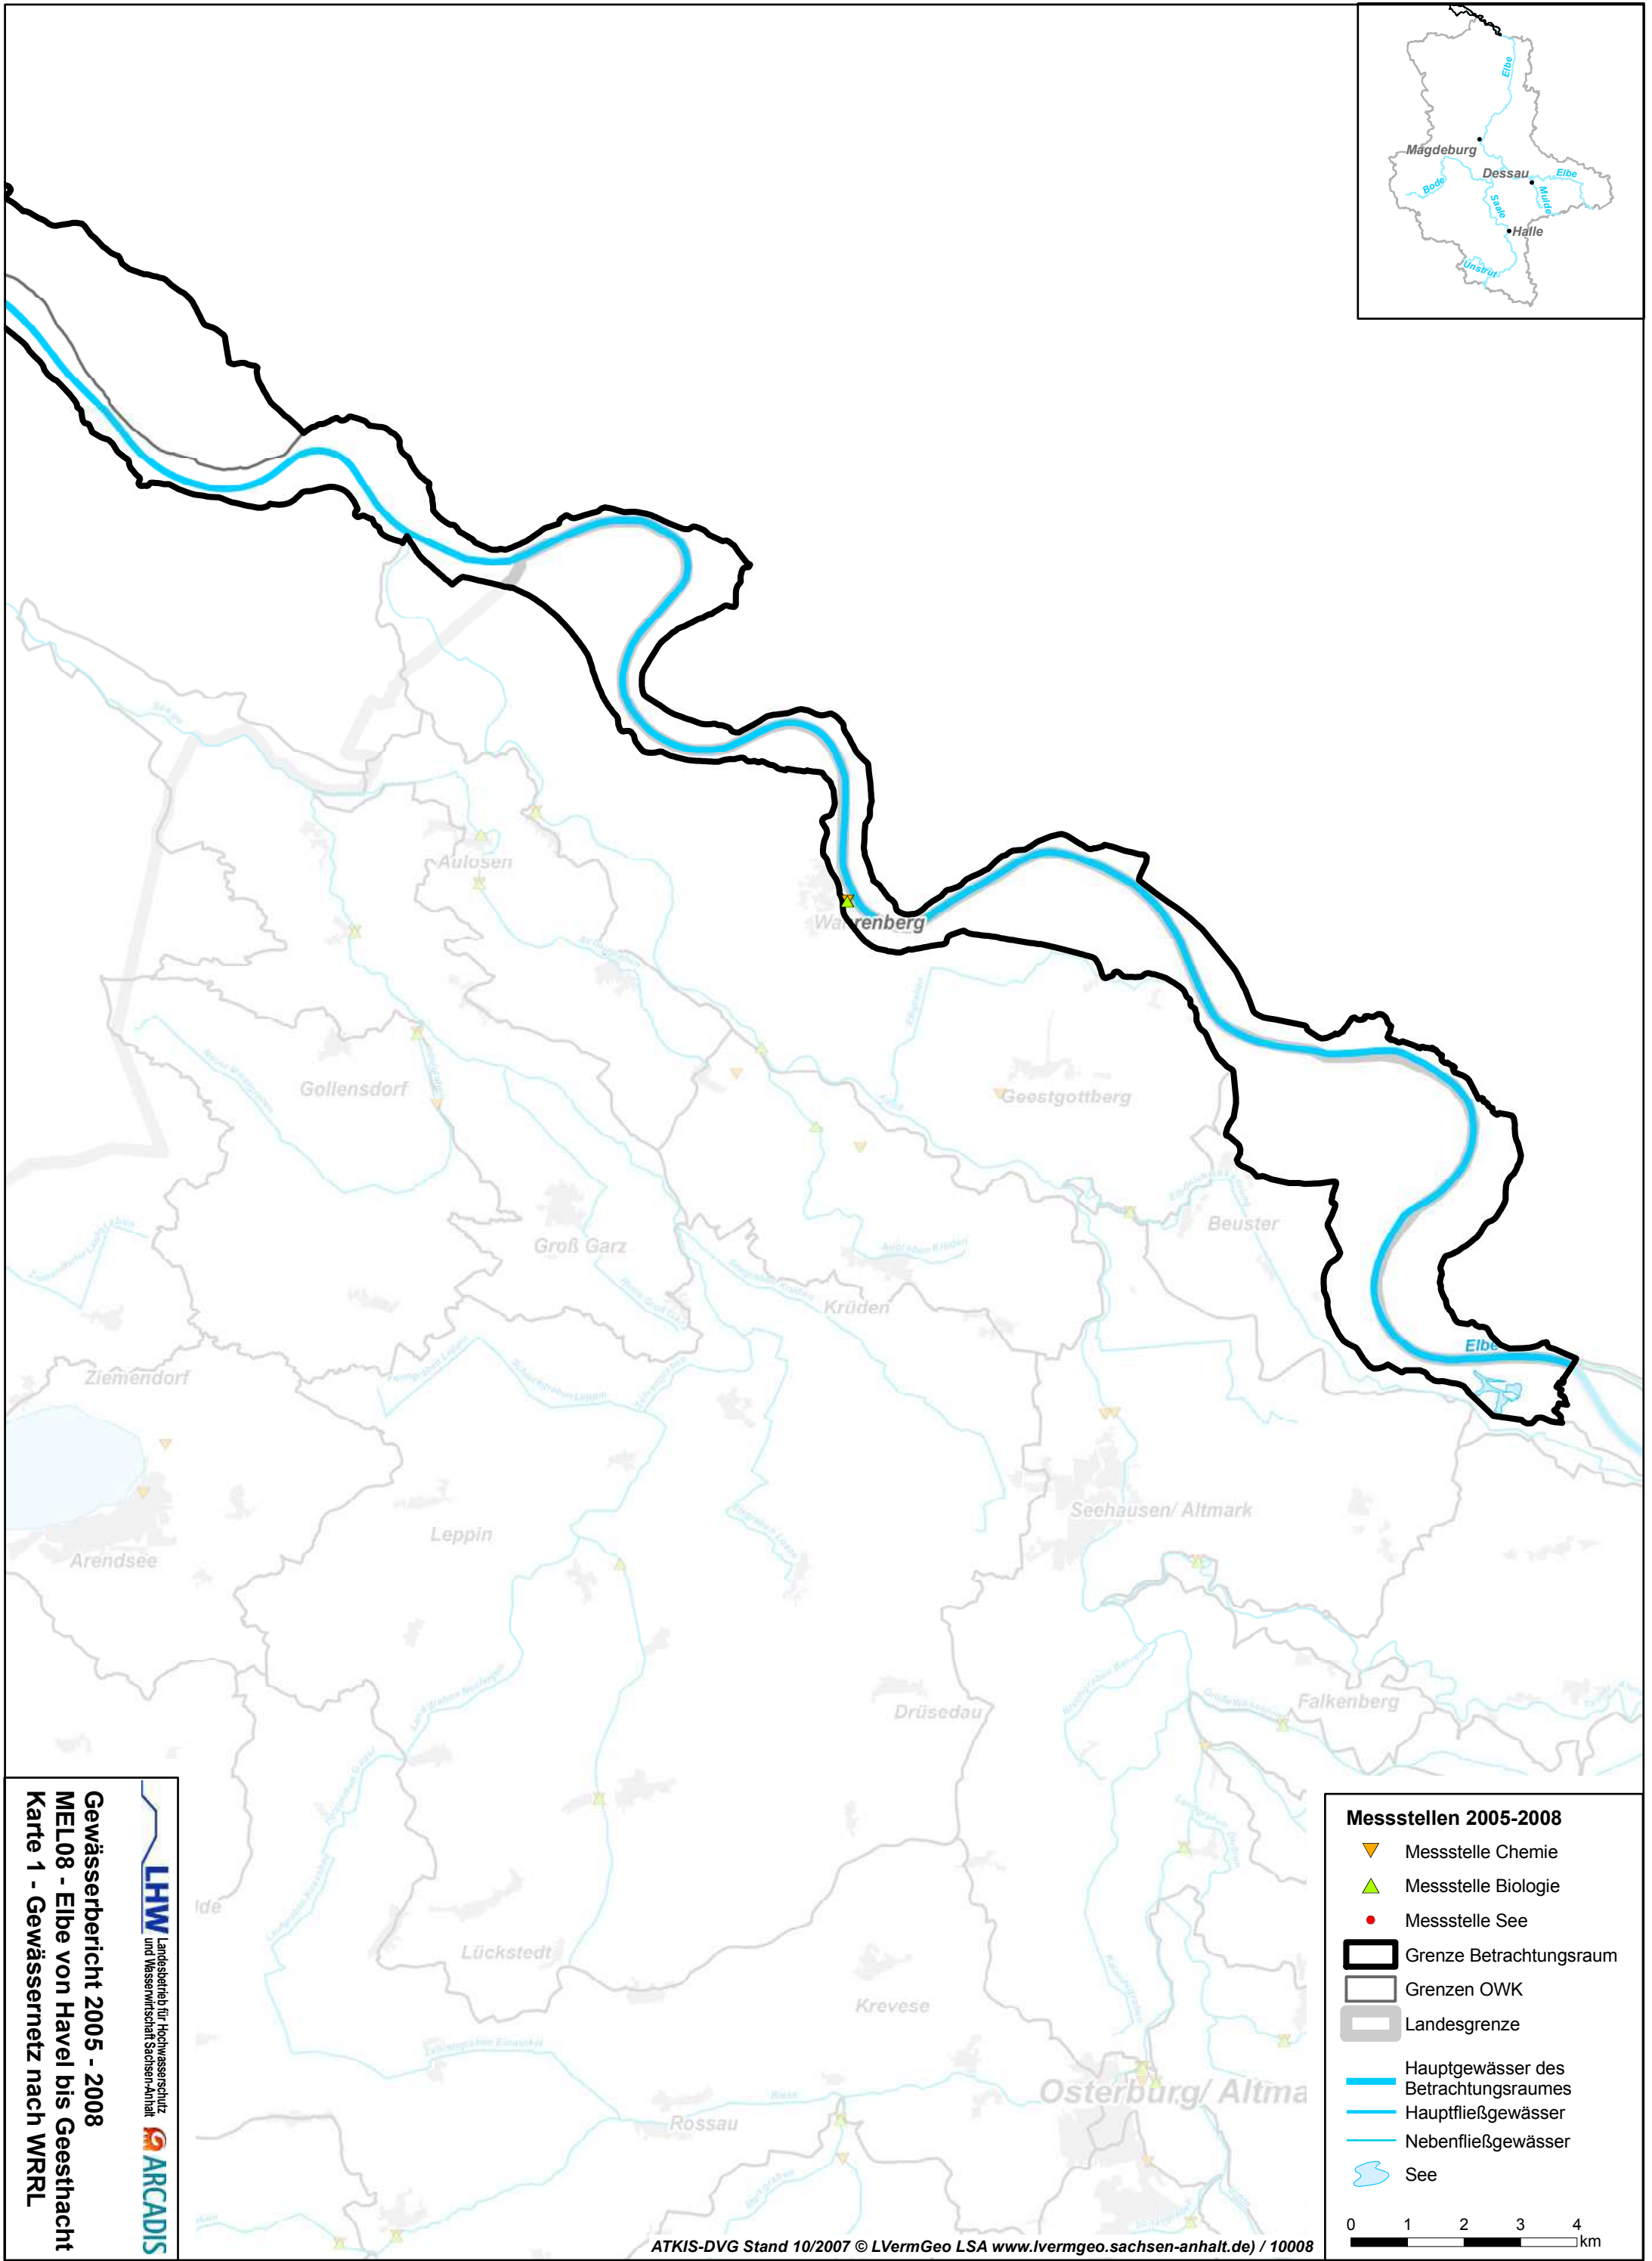 Elbe
Magdeburg
Dessau
Elbe
Bode
Saale
Mulde
Halle
Unstrut
Aulosen
Wahrenberg
Gollensdorf
Geestgottberg
Groß Garz
Beuster
Krüden
Elbe
Ziemendorf
Seehausen/ Altmark
Leppin
Arendsee
Drüsedau
Falkenberg
Lückstedt
Krevese
Osterburg/ Altma
Rossau
Biese
Gewässerbericht 2005 - 2008
MEL08 - Elbe von Havel bis Geesthacht
Karte 1 - Gewässernetz nach WRRL
LHW
Landesbetrieb für Hochwasserschutz
und Wasserwirtschaft Sachsen-Anhalt
ARCADIS
Messstellen 2005-2008
Messstelle Chemie
Messstelle Biologie
Messstelle See
Grenze Betrachtungsraum
Grenzen OWK
Landesgrenze
Hauptgewässer des
Betrachtungsraumes
Hauptfließgewässer
Nebenfließgewässer
See
0 1 2 3 4
km
ATKIS-DVG Stand 10/2007 © LVermGeo LSA www.lvermgeo.sachsen-anhalt.de) / 10008